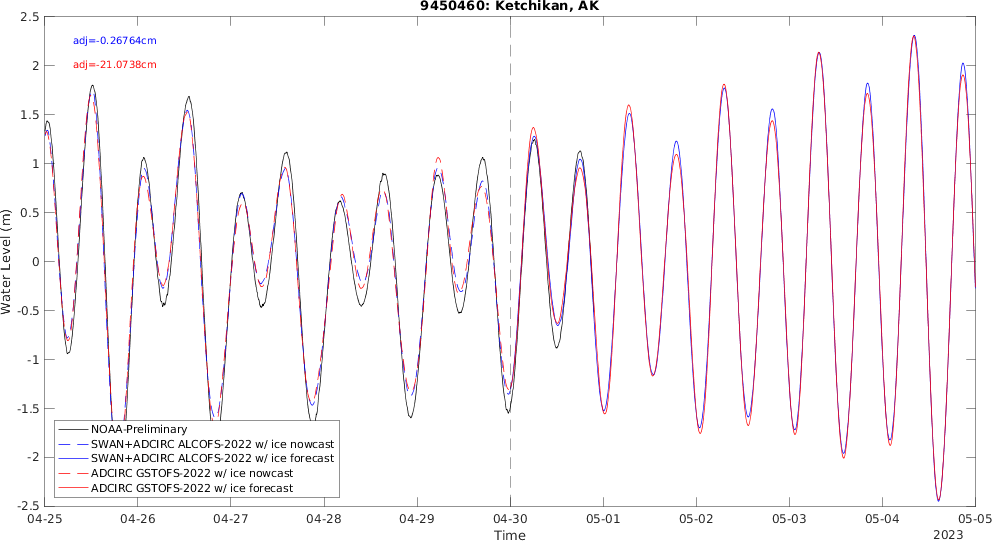 9450460: Ketchikan, AK
adj=-0.26764cm
adj=-21.0738cm
Water Level (m)
2.5
2
1.5
1
0.5
0
-0.5
-1
-1.5
-2
-2.5
NOAA-Preliminary
SWAN+ADCIRC ALCOFS-2022 w/ ice nowcast
SWAN+ADCIRC ALCOFS-2022 w/ ice forecast
ADCIRC GSTOFS-2022 w/ ice nowcast
ADCIRC GSTOFS-2022 w/ ice forecast
04-25 04-26 04-27 04-28 04-29 04-30 05-01 05-02 05-03 05-04 05-05
Time
2023